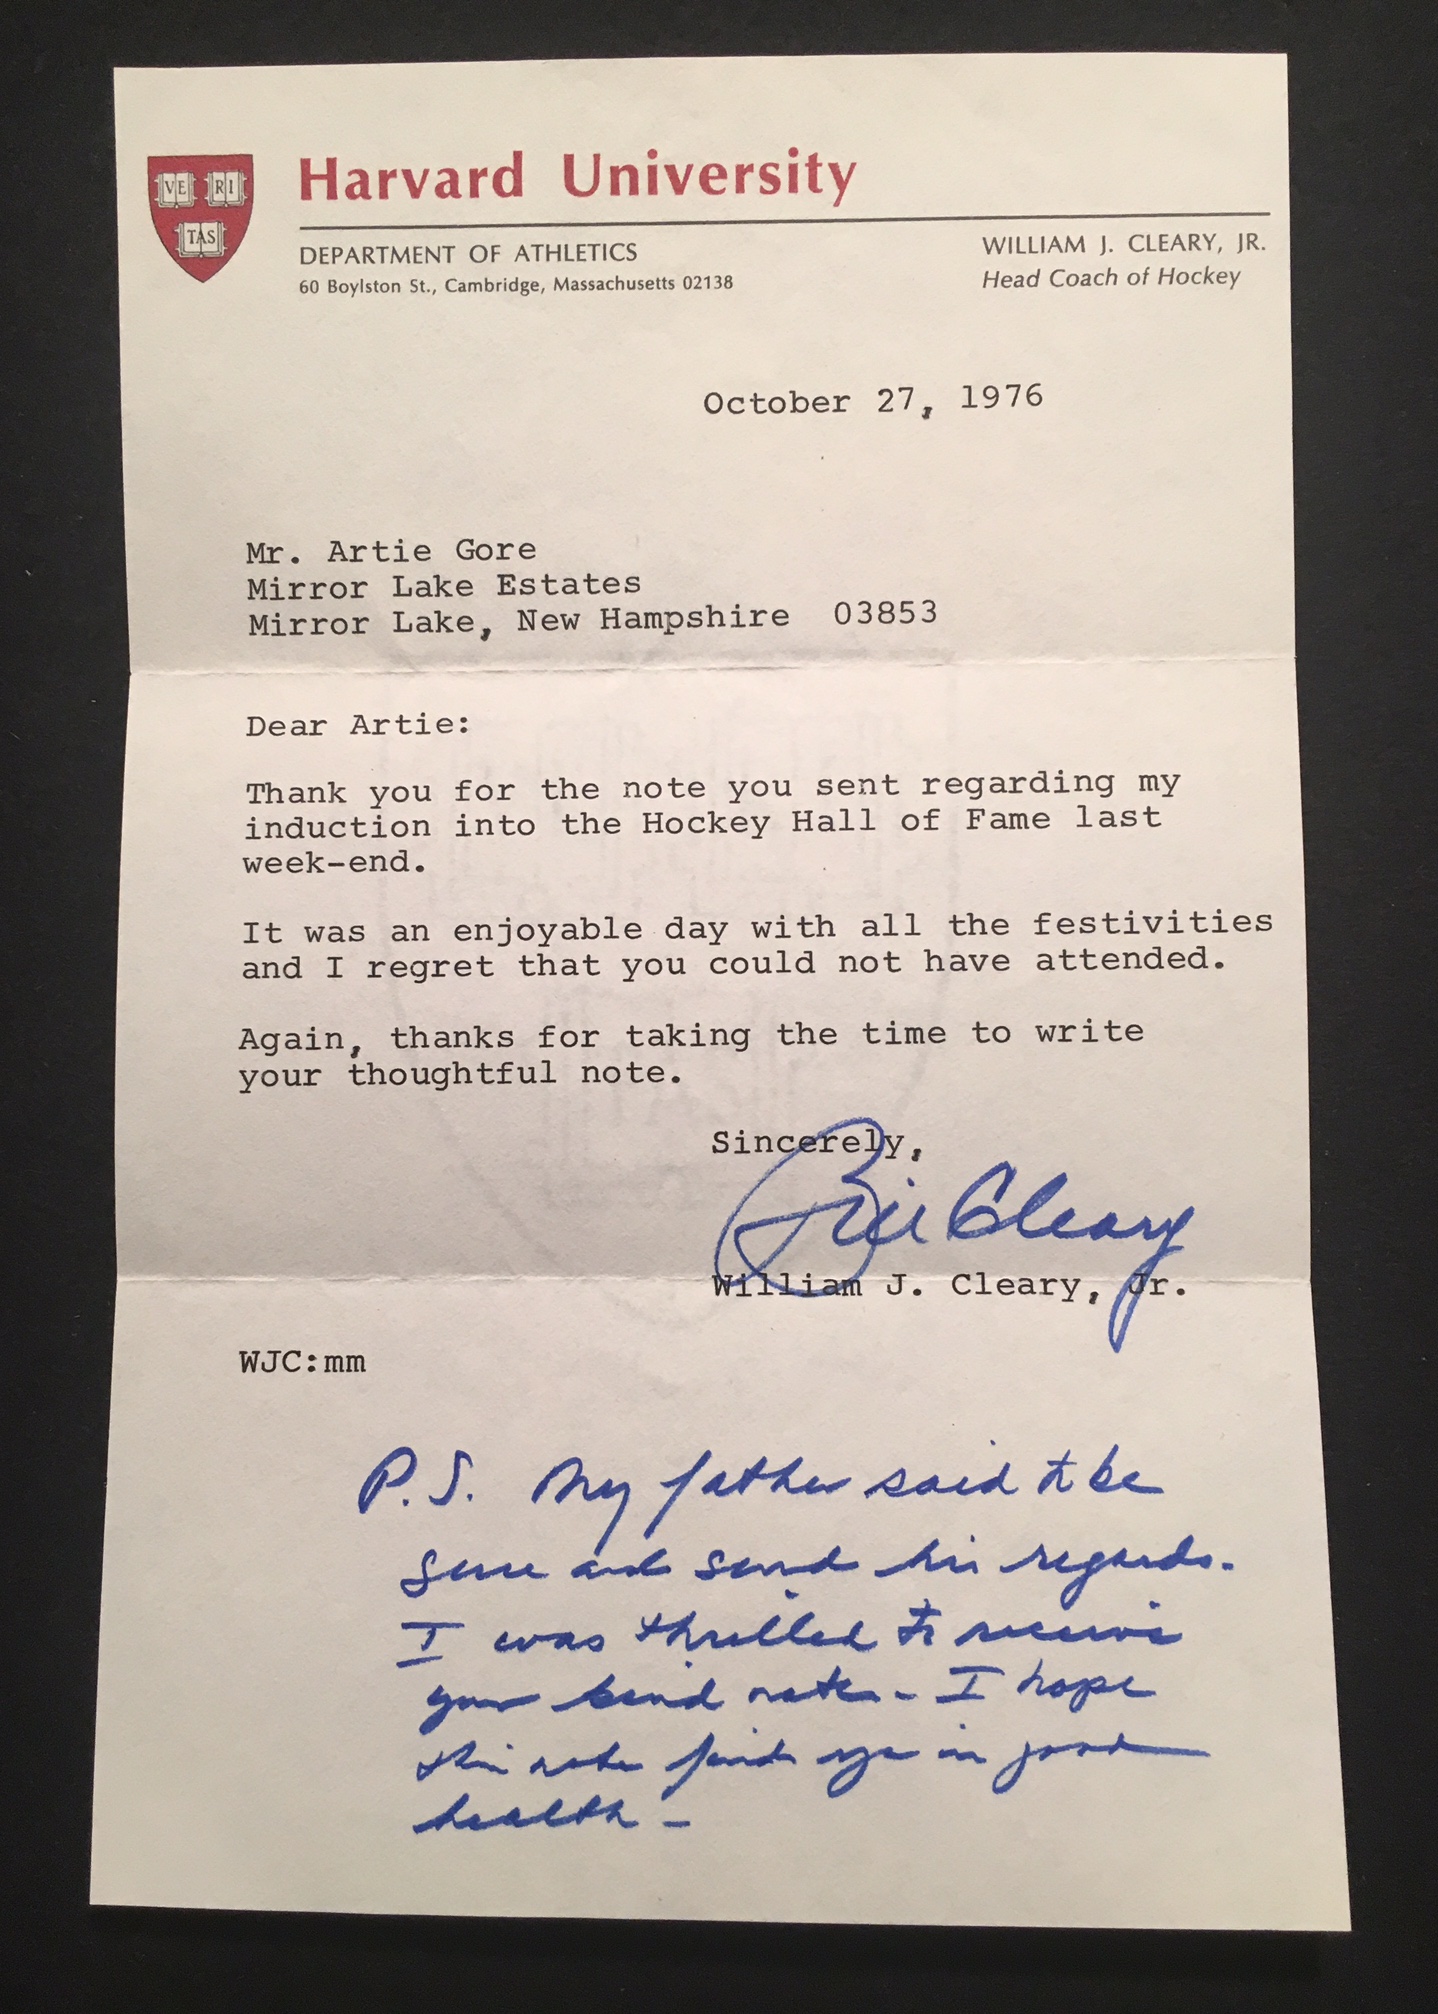 VE RI
TAS
Harvard University
DEPARTMENT OF ATHLETICS
60 Boylston St., Cambridge, Massachusetts 02138
WILLIAM J. CLEARY, JR.
Head Coach of Hockey
October 27, 1976
Mr. Artie Gore
Mirror Lake Estates
Mirror Lake, New Hampshire 03853
Dear Artie:
Thank you for the note you sent regarding my
induction into the Hockey Hall of Fame last
week-end.
It was an enjoyable day with all the festivities
and I regret that you could not have attended.
Again, thanks for taking the time to write
your thoughtful note.
Sincerely,
Bill Cleary
William J. Cleary, Jr.
WJC:mm
P.S. My father said to be
sure and send his regards.
I was thrilled to receive
your kind note - I hope
this note finds you in good
health -